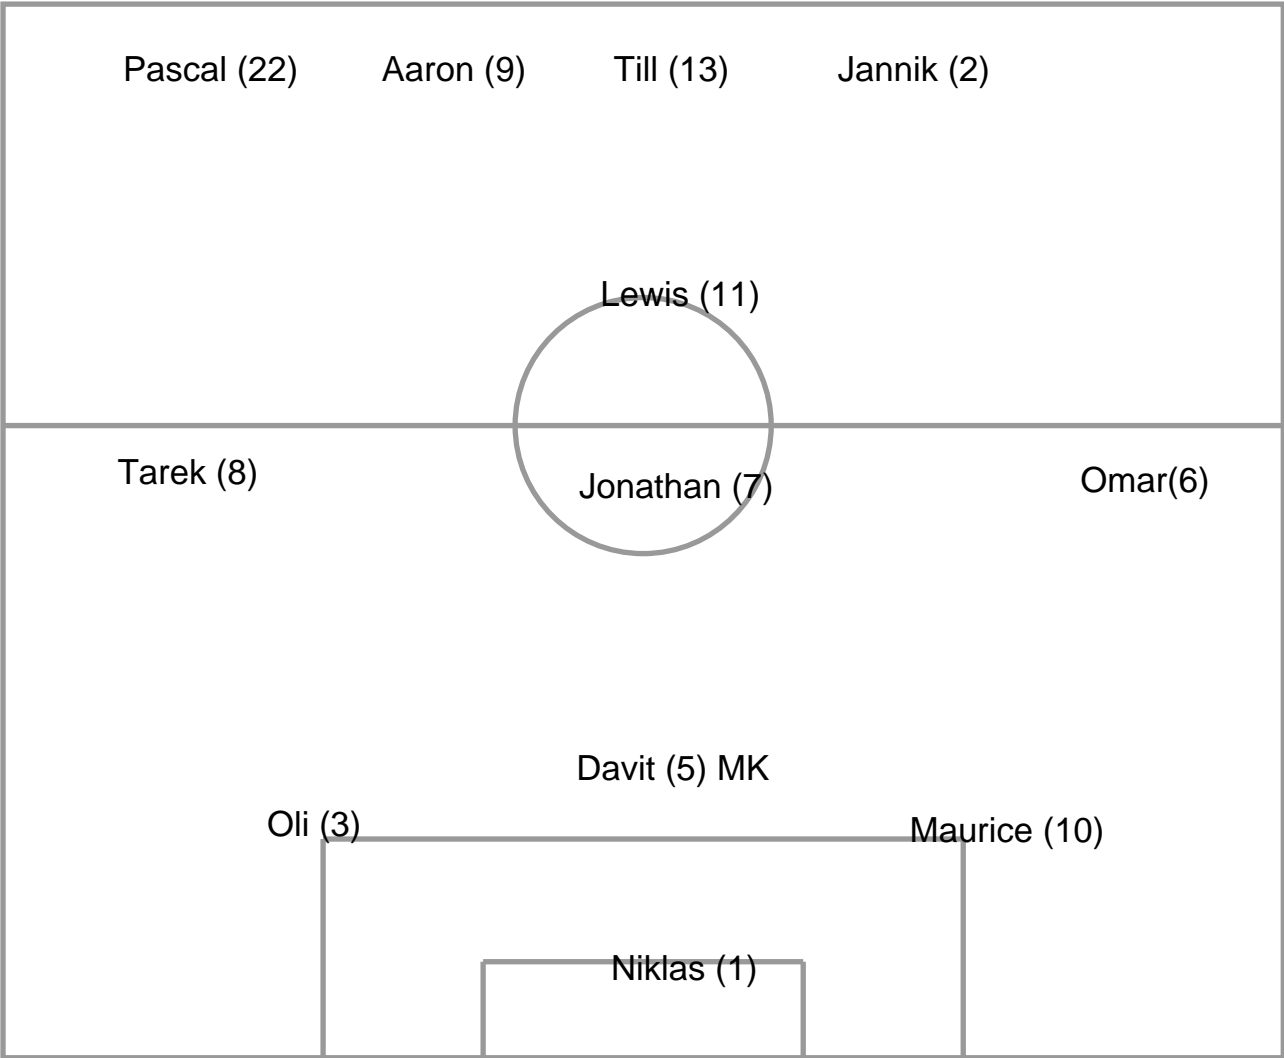 Pascal (22) Aaron (9) Till (13) Jannik (2)
Lewis (11)
Tarek (8) Jonathan (7) Omar(6)
Davit (5) MK
Oli (3) Maurice (10)
Niklas (1)